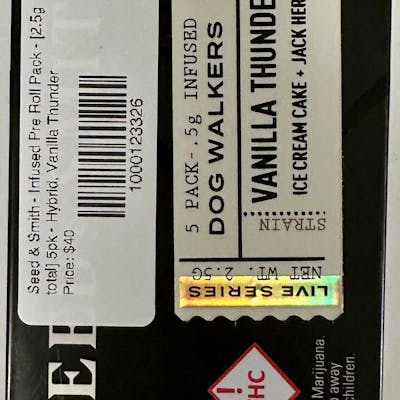 Seed & Smith - Infused Pre Roll Pack - [2.5g
total] 5pk - Hybrid, Vanilla Thunder
Price: $40
1000123326
5 PACK-.5g INFUSED
DOG WALKERS
VANILLA THUNDE
ICE CREAM CAKE + JACK HER
STRAIN
NET WT. 2.5G
LIVE SERIES
ER
!
HC
Marijuana.
away
children.